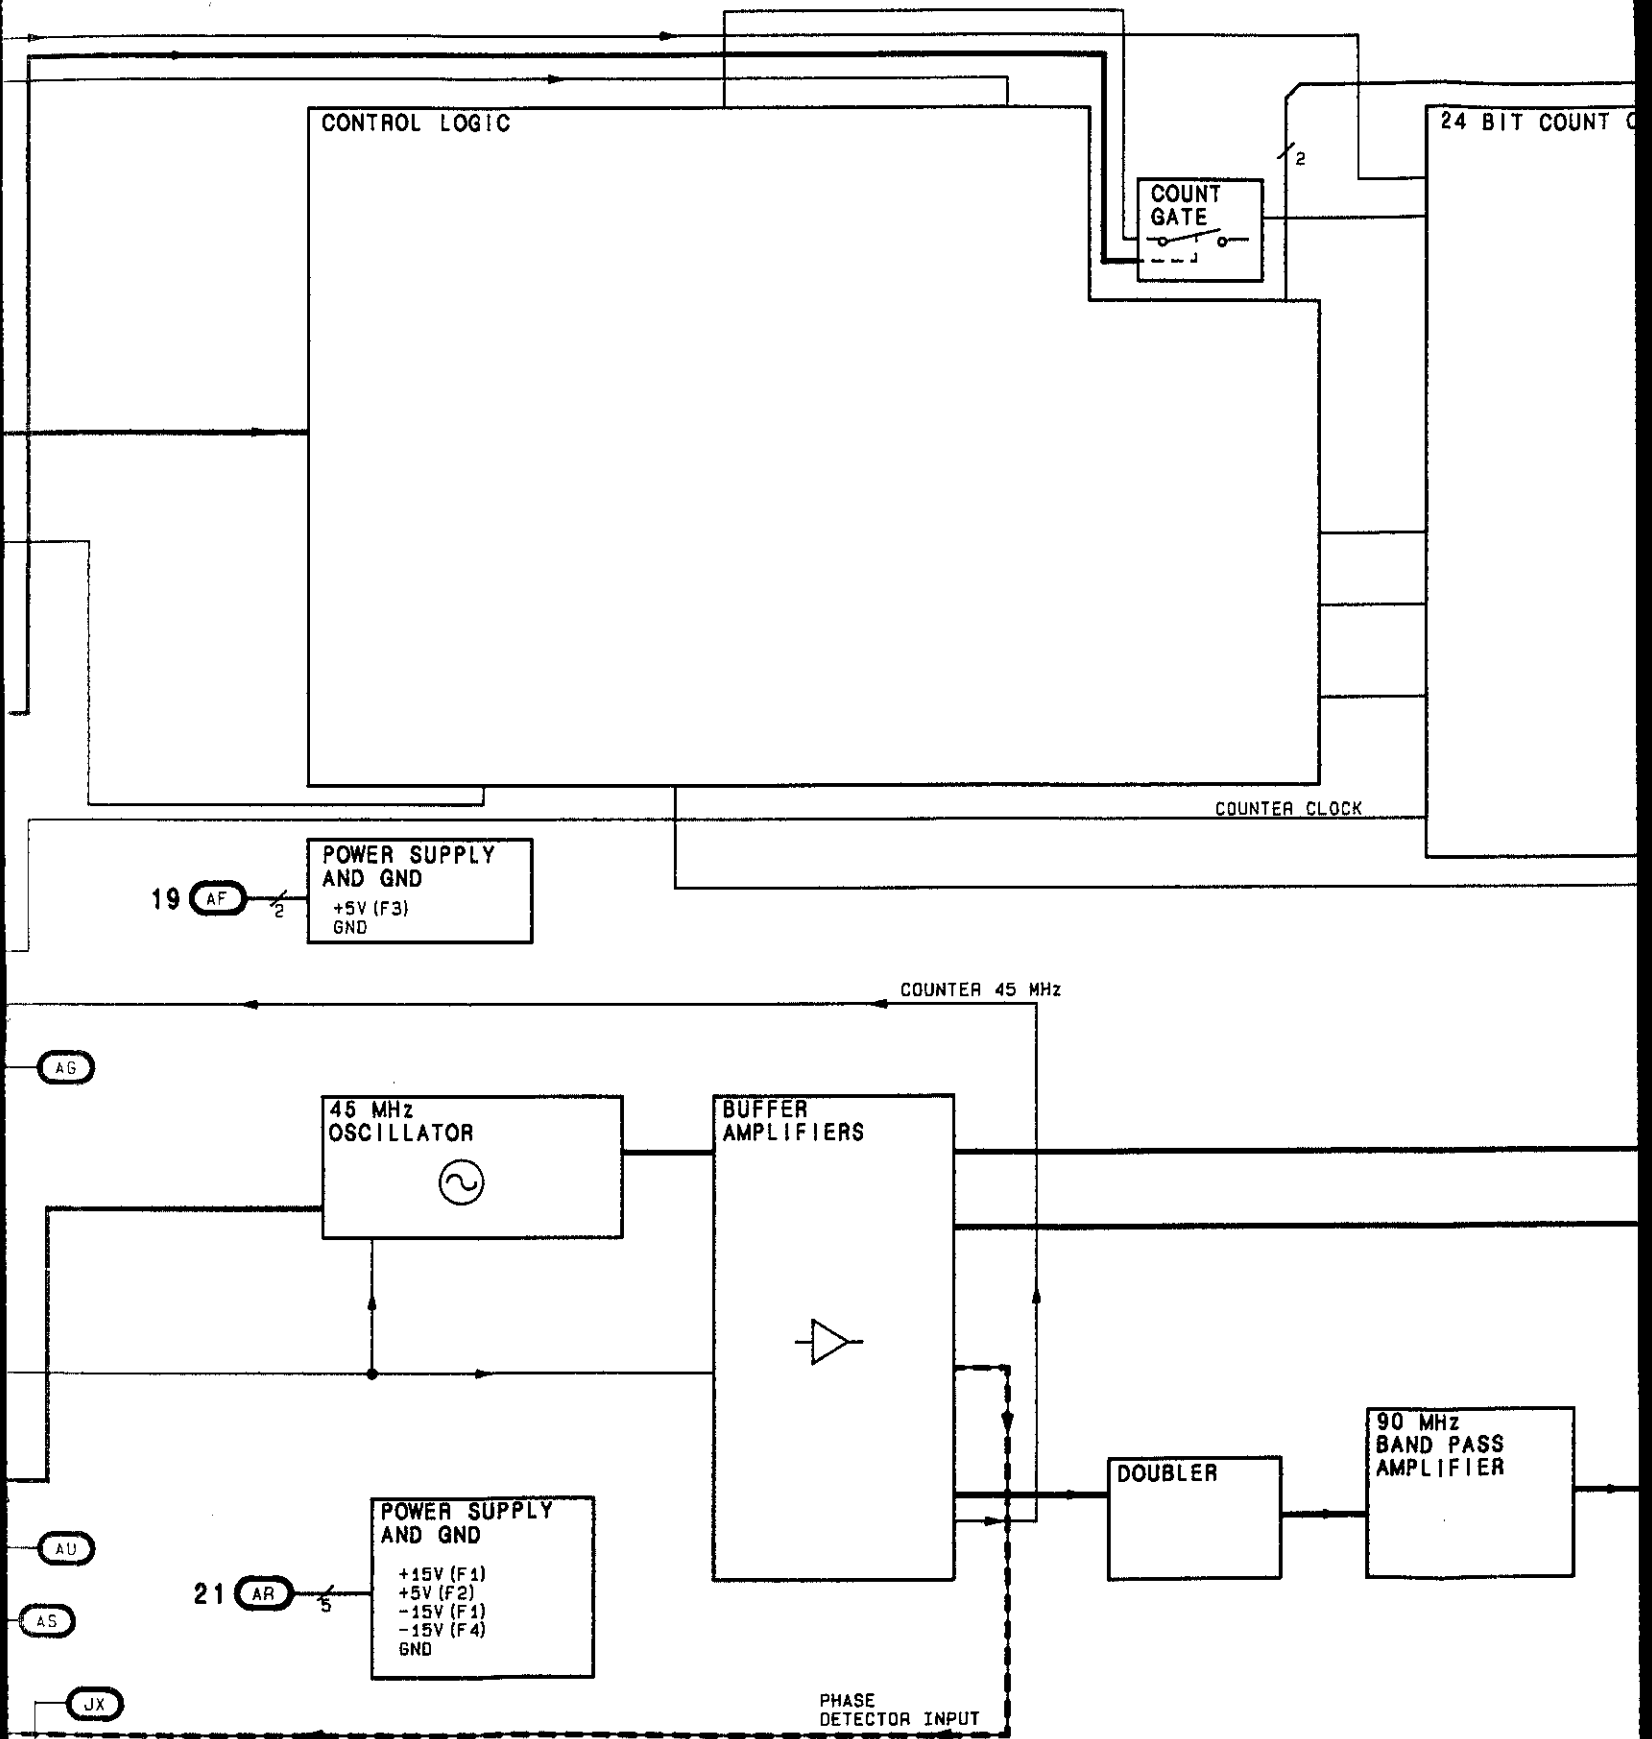 CONTROL LOGIC
24 BIT COUNT
2
COUNT
GATE
COUNTER CLOCK
POWER SUPPLY
AND GND
+5V (F3)
GND
19 AF 2
COUNTER 45 MHz
AG
45 MHz
OSCILLATOR
BUFFER
AMPLIFIERS
90 MHz
BAND PASS
AMPLIFIER
DOUBLER
POWER SUPPLY
AND GND
+15V (F1)
+5V (F2)
-15V (F1)
-15V (F4)
GND
AU
21 AR 5
AS
JX
PHASE
DETECTOR INPUT